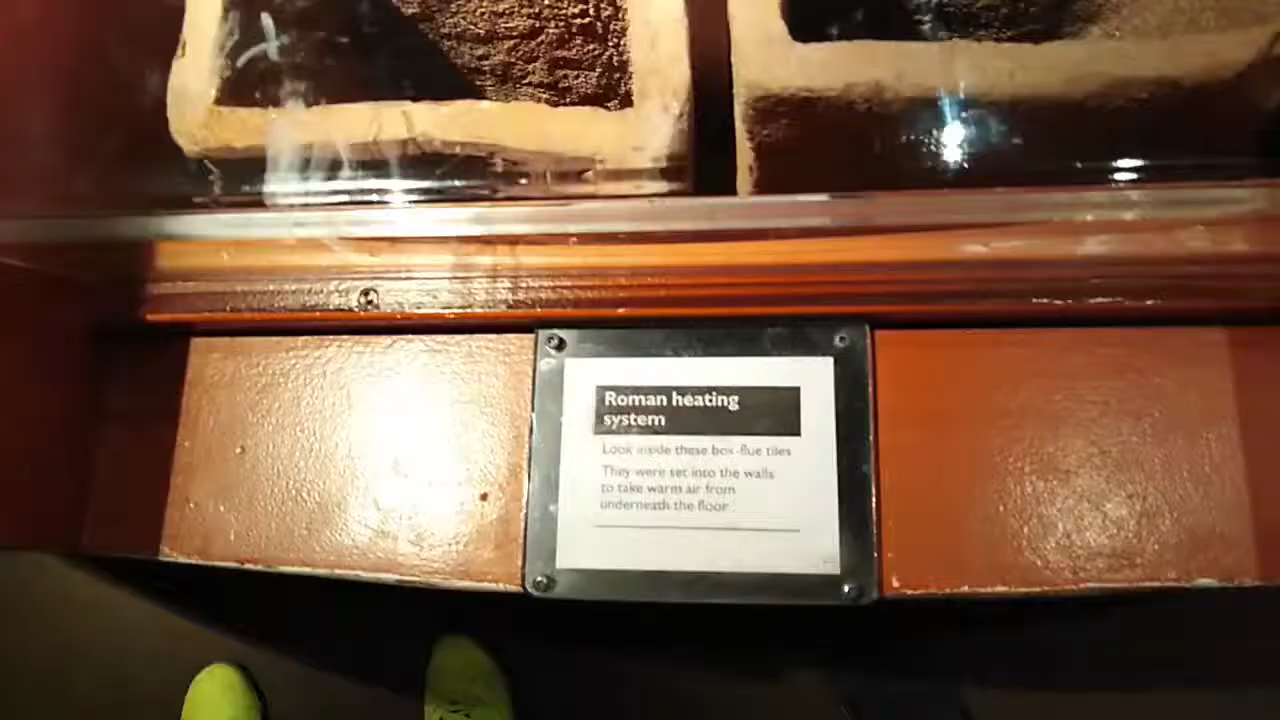 Roman heating
system
Look inside these box-flue tiles
They were set into the walls
to take warm air from
underneath the floor